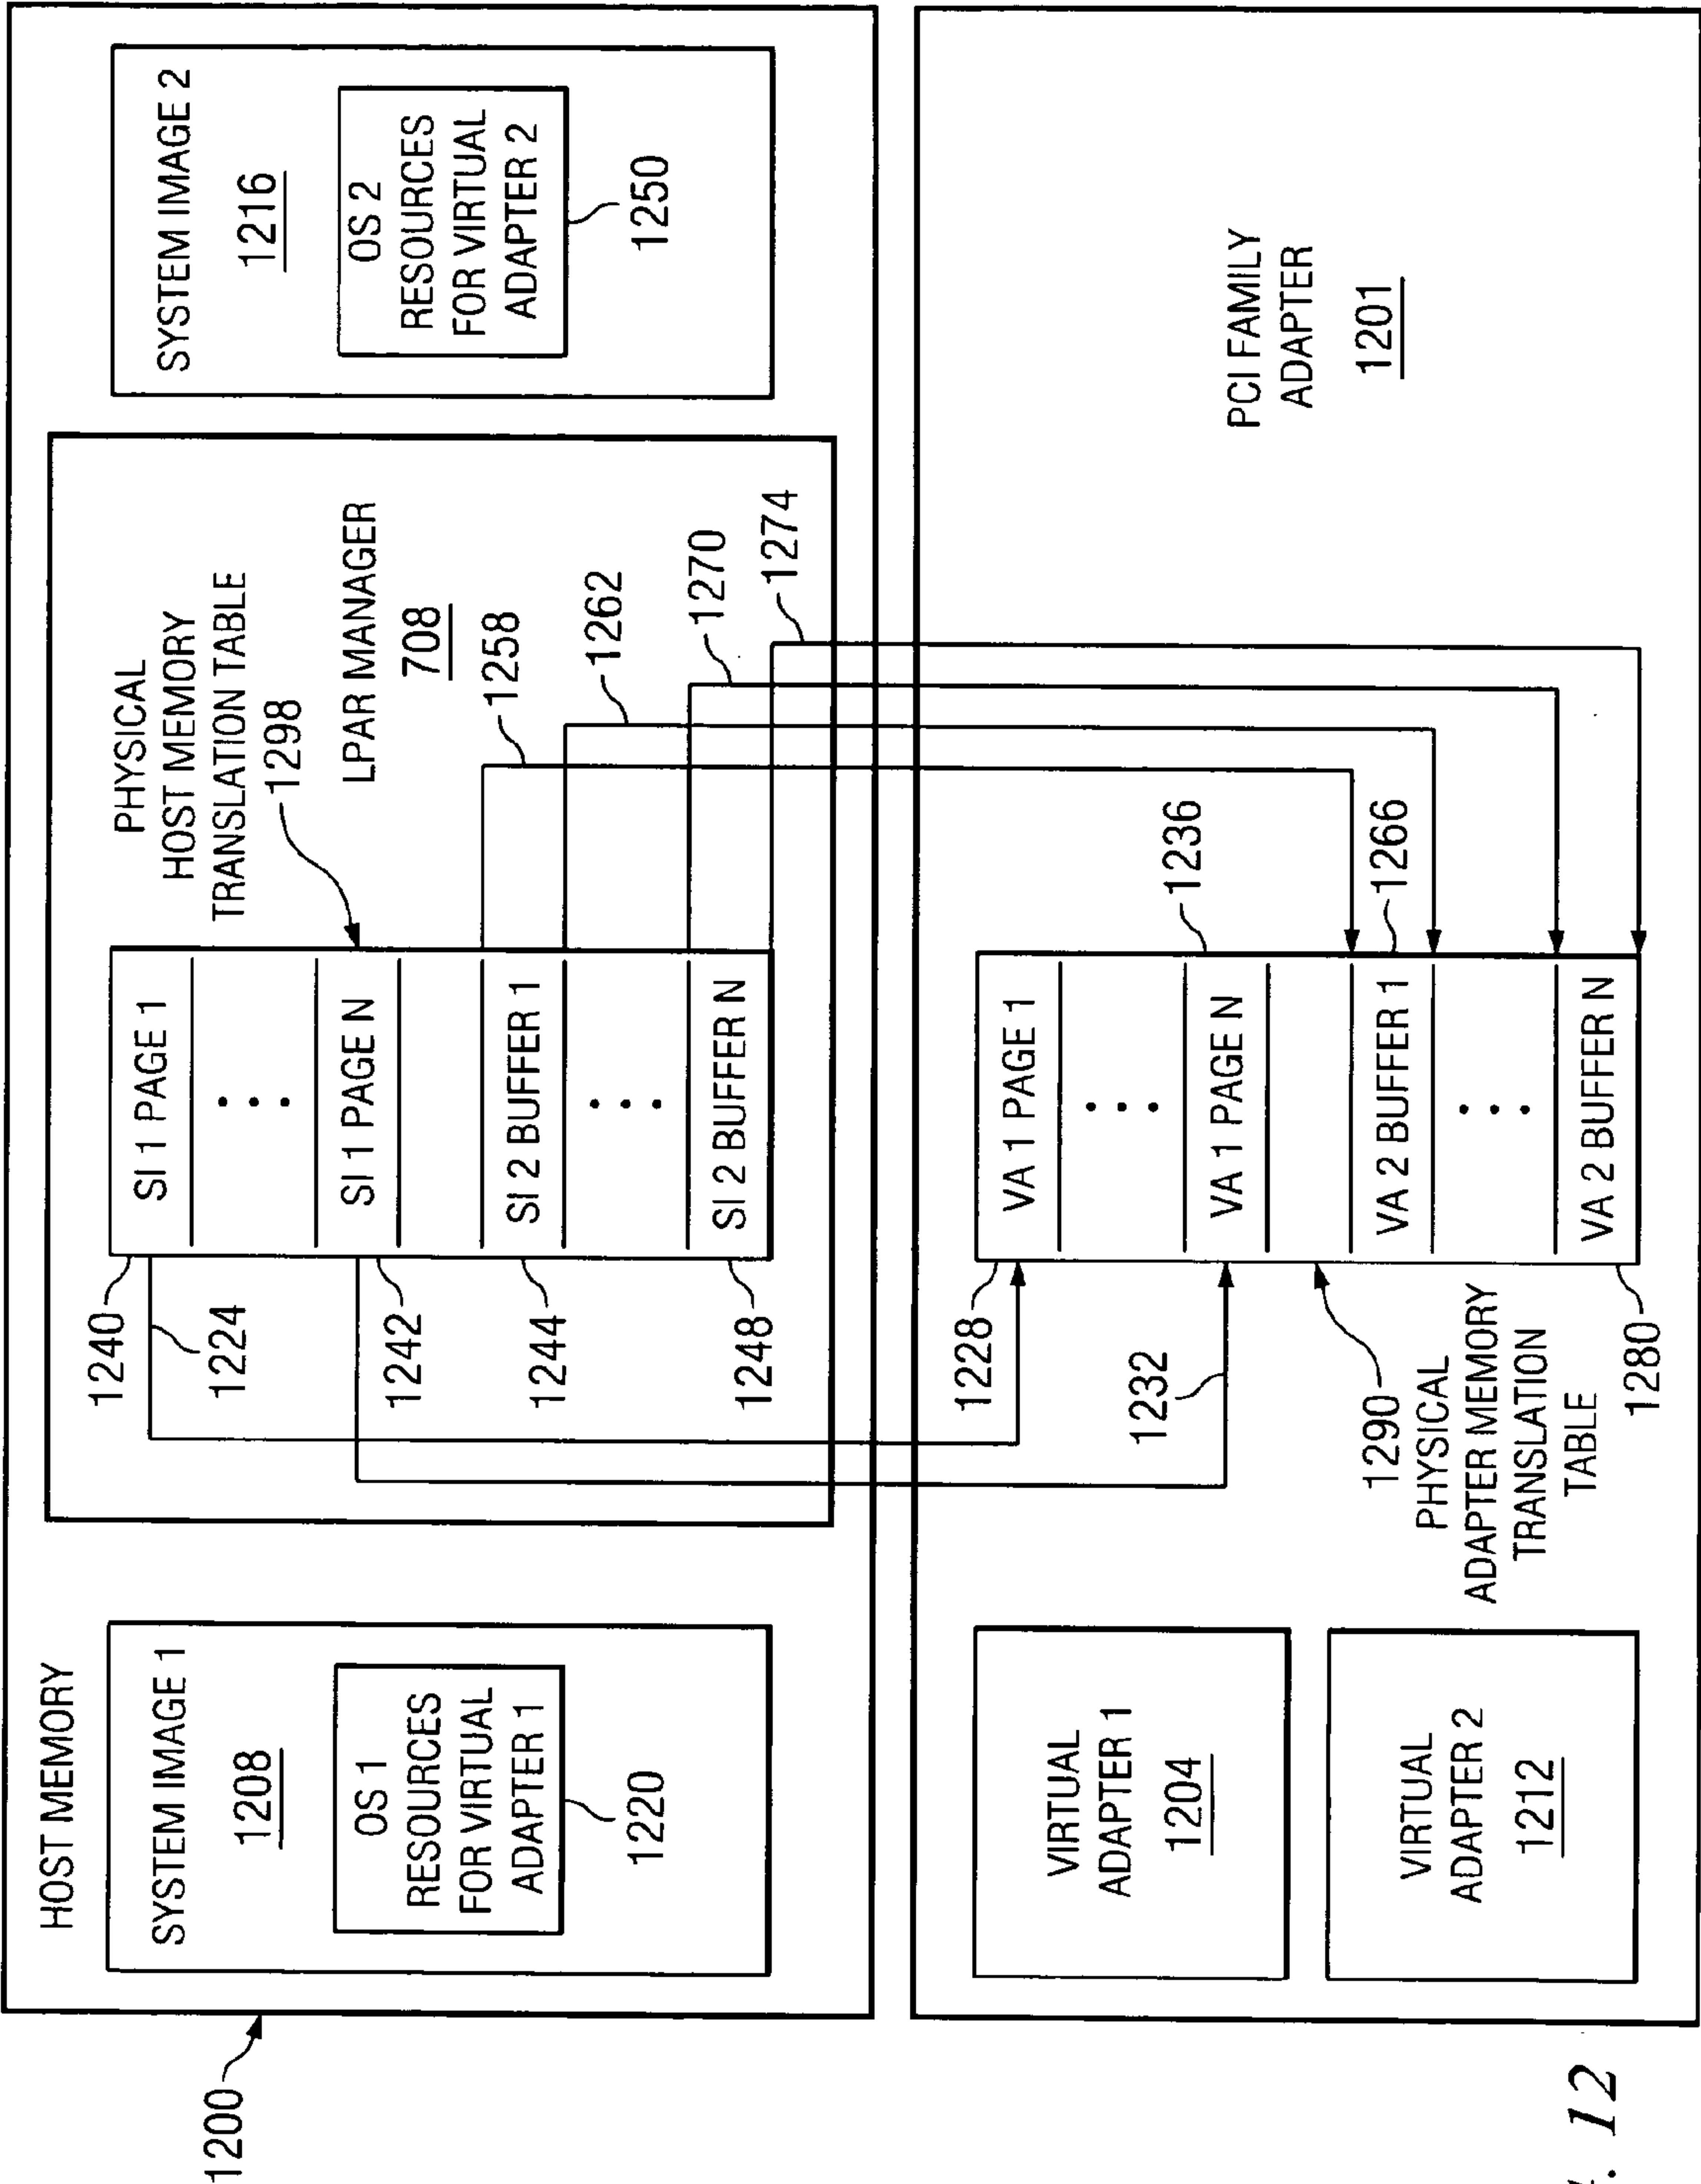 1200
HOST MEMORY
SYSTEM IMAGE 1
1208
OS 1
RESOURCES
FOR VIRTUAL
ADAPTER 1
1220
1240
1224
1242
1244
1248
SI 1 PAGE 1
SI 1 PAGE N
SI 2 BUFFER 1
SI 2 BUFFER N
PHYSICAL
HOST MEMORY
TRANSLATION TABLE
1298
LPAR MANAGER
708
1258
1262
1270
1274
SYSTEM IMAGE 2
1216
OS 2
RESOURCES
FOR VIRTUAL
ADAPTER 2
1250
VIRTUAL
ADAPTER 1
1204
VIRTUAL
ADAPTER 2
1212
1228
1232
1290
PHYSICAL
ADAPTER MEMORY
TRANSLATION
TABLE
1280
VA 1 PAGE 1
VA 1 PAGE N
VA 2 BUFFER 1
VA 2 BUFFER N
1236
1266
PCI FAMILY
ADAPTER
1201
12